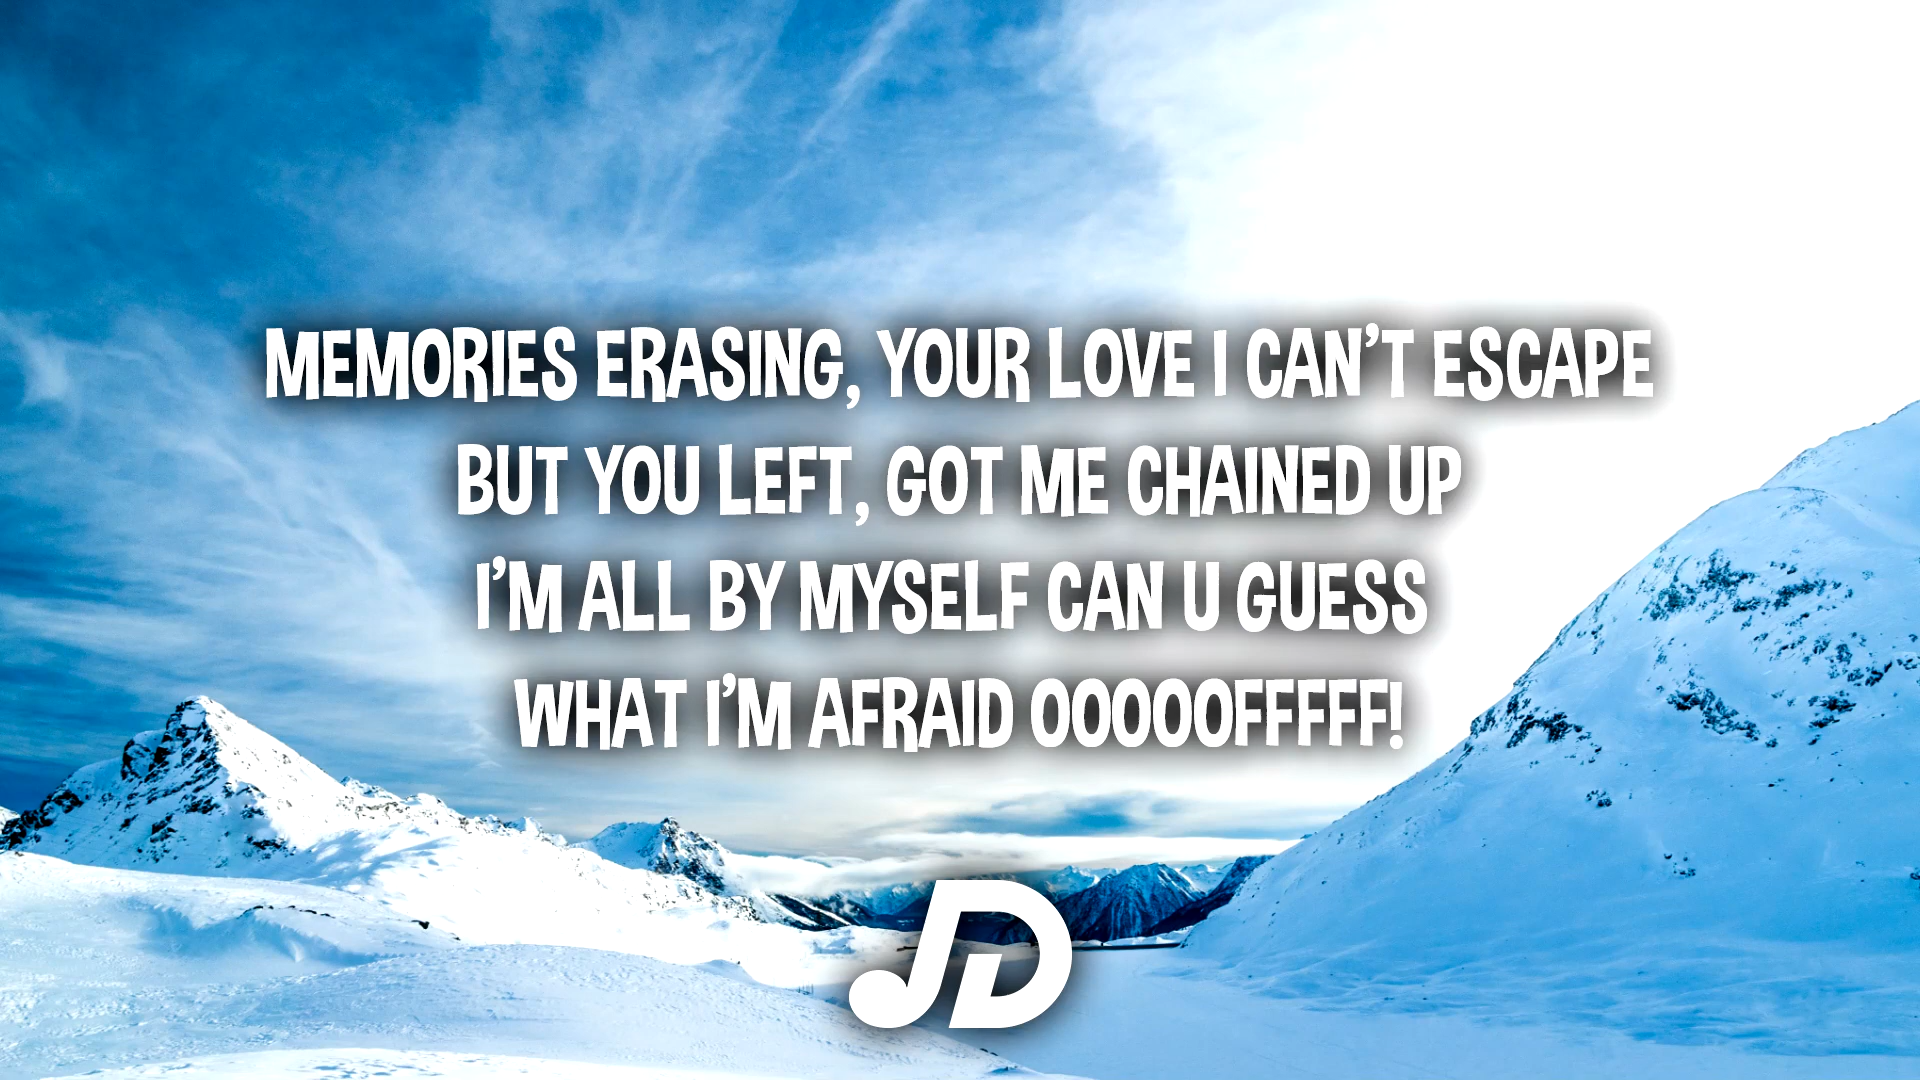 MEMORIES ERASING, YOUR LOVE I CAN'T ESCAPE
BUT YOU LEFT, GOT ME CHAINED UP
I'M ALL BY MYSELF CAN U GUESS
WHAT I'M AFRAID OOOOOFFFFF!
JD